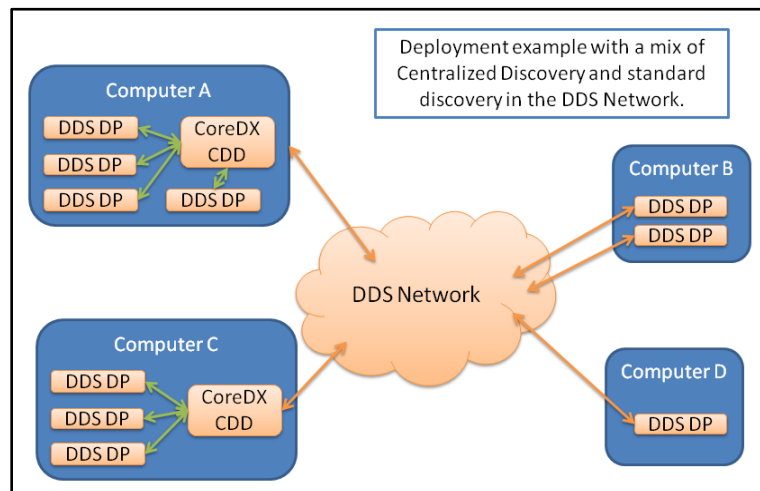 Deployment example with a mix of
Centralized Discovery and standard
discovery in the DDS Network.
Computer A
DDS DP
DDS DP
DDS DP
CoreDX
CDD
DDS DP
Computer B
DDS DP
DDS DP
DDS Network
Computer C
DDS DP
DDS DP
DDS DP
CoreDX
CDD
Computer D
DDS DP